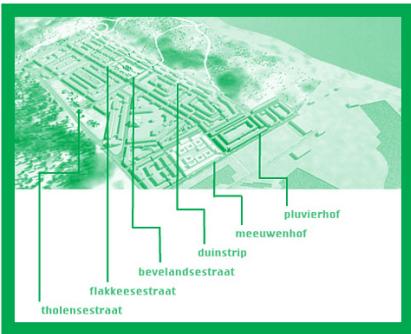 pluvierhof
meeuwenhof
duinstrip
bevelandsestraat
flakkeesestraat
tholensestraat